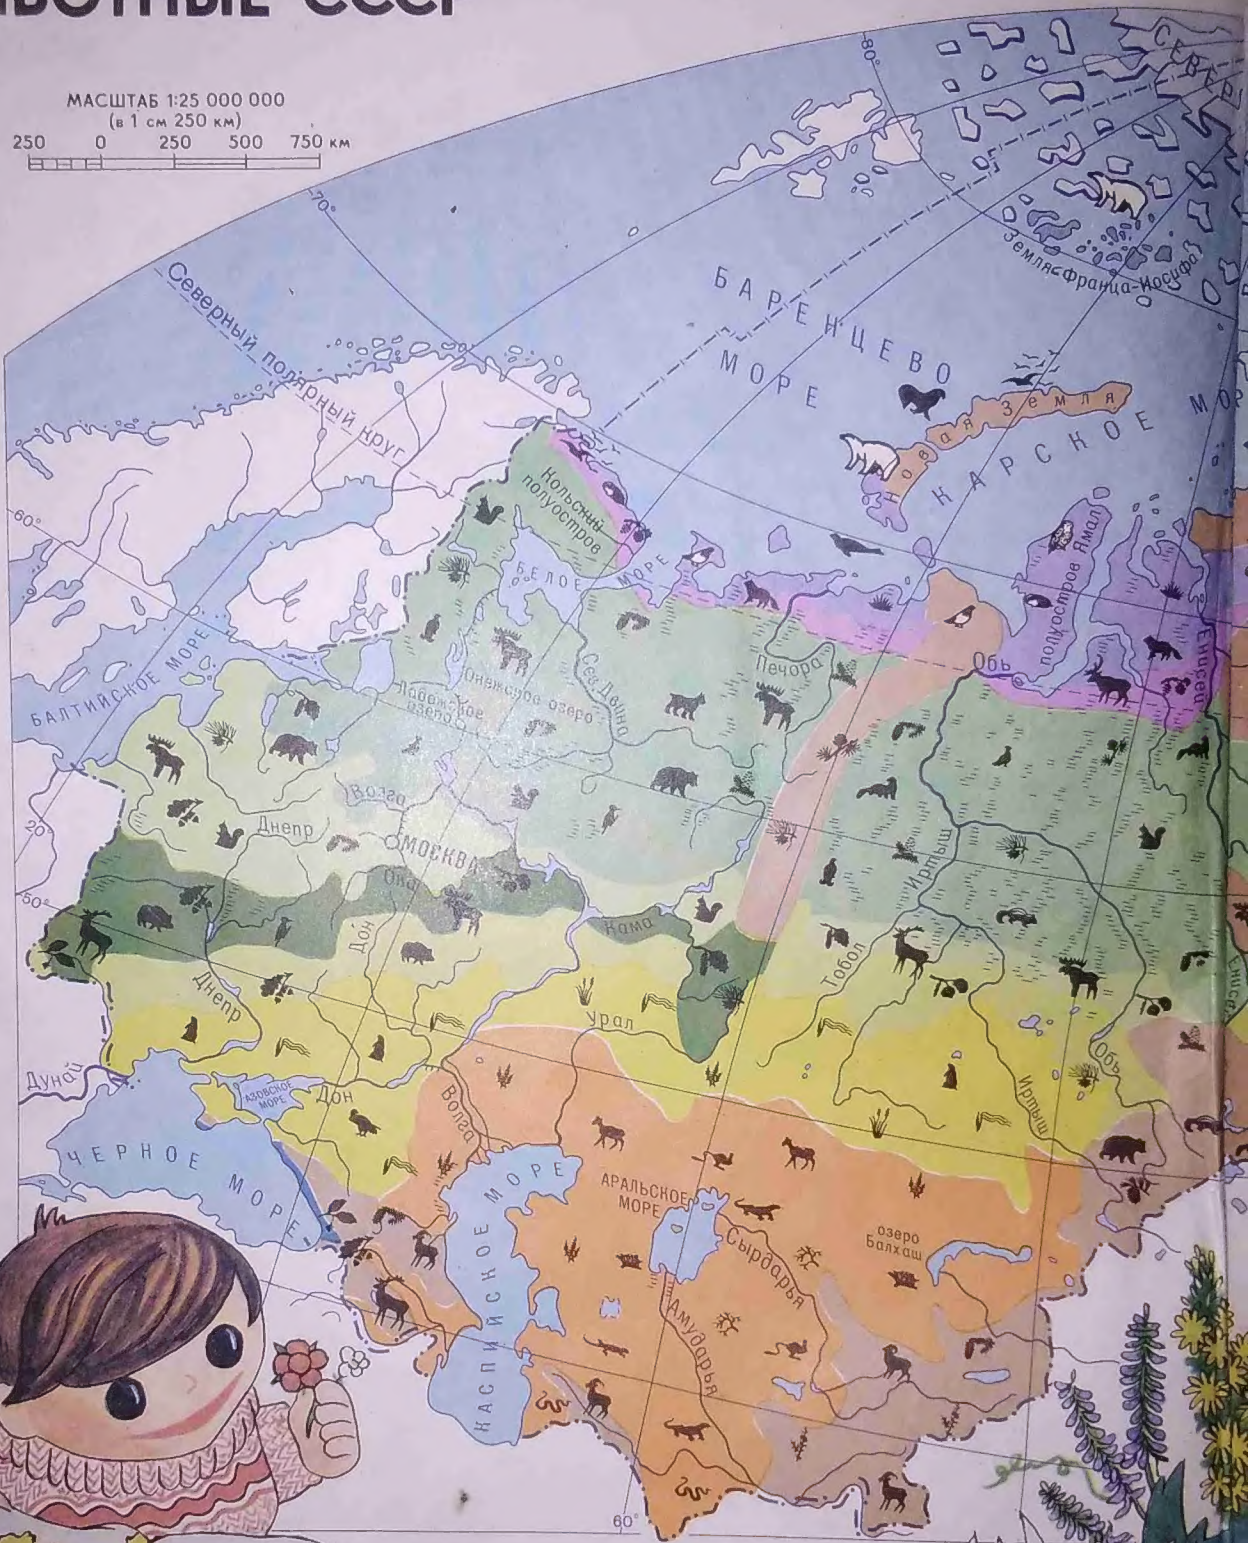 ЖИВОТНЫЕ СССР
МАСШТАБ 1:25 000 000
(в 1 см 250 км)
250 0 250 500 750 км
80°
70°
СЕВЕР
Земля Франца-Иосифа
Северный полярный круг
БАРЕНЦЕВО
МОРЕ
Новая Земля
КАРСКОЕ МОР
60°
Кольский
полуостров
БЕЛОЕ МОРЕ
полуостров Ямал
Енисей
БАЛТИЙСКОЕ МОРЕ
Печора
Обь
Онежское озеро
Ладожское
озеро
Сев. Двина
Волга
20°
Днепр
МОСКВА
Иртыш
Ока
50°
Кама
Дон
Тобол
Днепр
Урал
Енисе
Обь
Дунай
АЗОВСКОЕ
МОРЕ
Дон
Волга
Иртыш
ЧЕРНОЕ МОРЕ
КАСПИЙСКОЕ МОРЕ
АРАЛЬСКОЕ
МОРЕ
Сырдарья
озеро
Балхаш
Амударья
60°